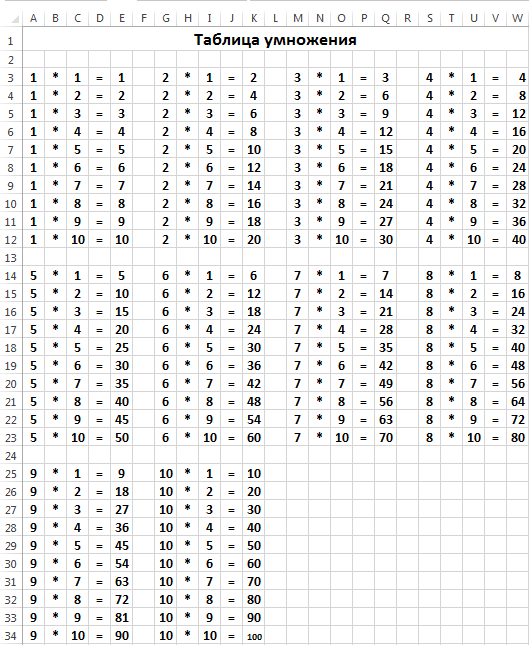 A B C D E F G H I J K L M N O P Q R S T U V W
1 Таблица умножения
2
3 1 * 1 = 1 2 * 1 = 2 3 * 1 = 3 4 * 1 = 4
4 1 * 2 = 2 2 * 2 = 4 3 * 2 = 6 4 * 2 = 8
5 1 * 3 = 3 2 * 3 = 6 3 * 3 = 9 4 * 3 = 12
6 1 * 4 = 4 2 * 4 = 8 3 * 4 = 12 4 * 4 = 16
7 1 * 5 = 5 2 * 5 = 10 3 * 5 = 15 4 * 5 = 20
8 1 * 6 = 6 2 * 6 = 12 3 * 6 = 18 4 * 6 = 24
9 1 * 7 = 7 2 * 7 = 14 3 * 7 = 21 4 * 7 = 28
10 1 * 8 = 8 2 * 8 = 16 3 * 8 = 24 4 * 8 = 32
11 1 * 9 = 9 2 * 9 = 18 3 * 9 = 27 4 * 9 = 36
12 1 * 10 = 10 2 * 10 = 20 3 * 10 = 30 4 * 10 = 40
13
14 5 * 1 = 5 6 * 1 = 6 7 * 1 = 7 8 * 1 = 8
15 5 * 2 = 10 6 * 2 = 12 7 * 2 = 14 8 * 2 = 16
16 5 * 3 = 15 6 * 3 = 18 7 * 3 = 21 8 * 3 = 24
17 5 * 4 = 20 6 * 4 = 24 7 * 4 = 28 8 * 4 = 32
18 5 * 5 = 25 6 * 5 = 30 7 * 5 = 35 8 * 5 = 40
19 5 * 6 = 30 6 * 6 = 36 7 * 6 = 42 8 * 6 = 48
20 5 * 7 = 35 6 * 7 = 42 7 * 7 = 49 8 * 7 = 56
21 5 * 8 = 40 6 * 8 = 48 7 * 8 = 56 8 * 8 = 64
22 5 * 9 = 45 6 * 9 = 54 7 * 9 = 63 8 * 9 = 72
23 5 * 10 = 50 6 * 10 = 60 7 * 10 = 70 8 * 10 = 80
24
25 9 * 1 = 9 10 * 1 = 10
26 9 * 2 = 18 10 * 2 = 20
27 9 * 3 = 27 10 * 3 = 30
28 9 * 4 = 36 10 * 4 = 40
29 9 * 5 = 45 10 * 5 = 50
30 9 * 6 = 54 10 * 6 = 60
31 9 * 7 = 63 10 * 7 = 70
32 9 * 8 = 72 10 * 8 = 80
33 9 * 9 = 81 10 * 9 = 90
34 9 * 10 = 90 10 * 10 = 100